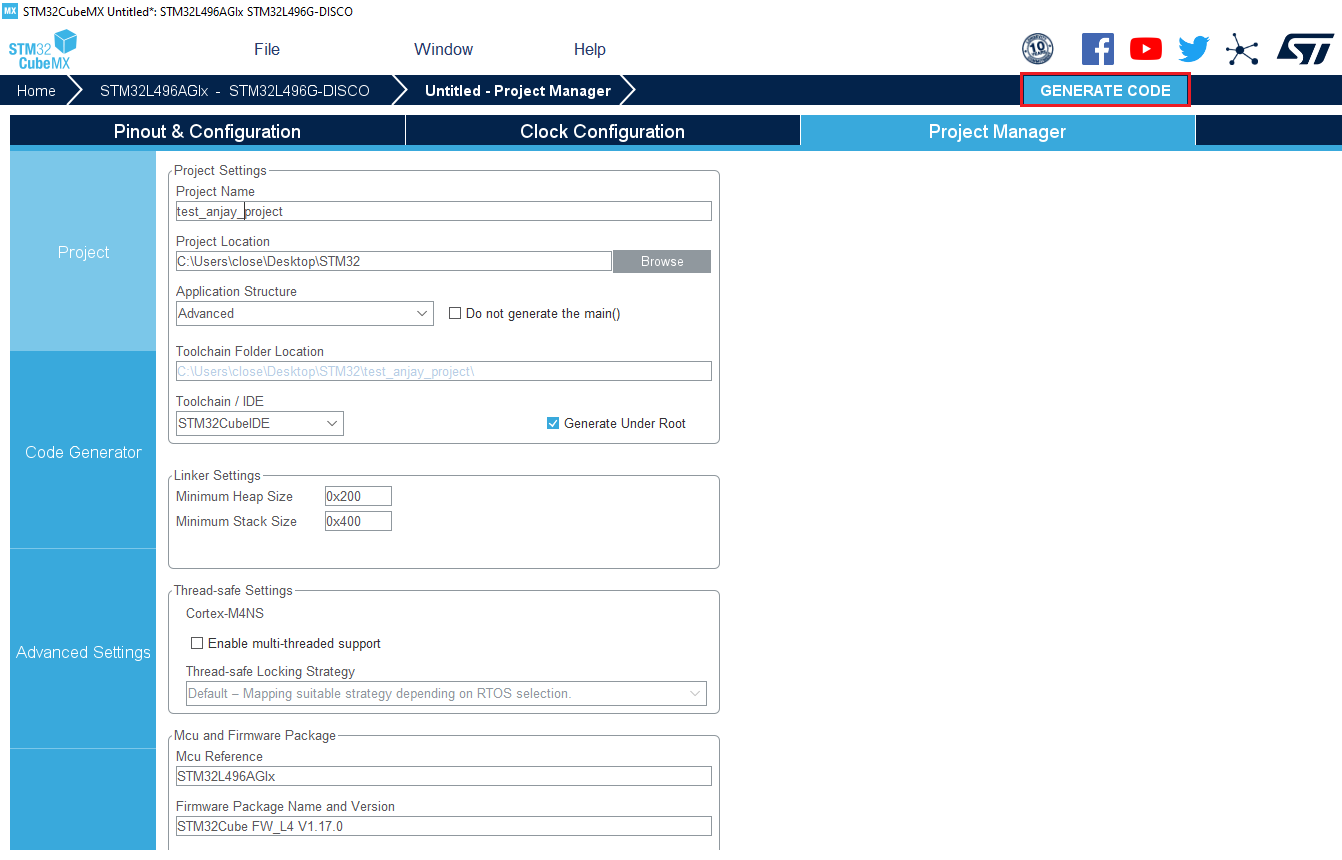 MX STM32CubeMX Untitled*: STM32L496AGIx STM32L496G-DISCO
STM32
CubeMX
File Window Help
10
YEARS
Home STM32L496AGIx - STM32L496G-DISCO Untitled - Project Manager GENERATE CODE
Pinout & Configuration Clock Configuration Project Manager
Project
Code Generator
Advanced Settings
Project Settings
Project Name
test_anjay_project
Project Location
C:\Users\close\Desktop\STM32 Browse
Application Structure
Advanced Do not generate the main()
Toolchain Folder Location
C:\Users\close\Desktop\STM32\test_anjay_project\
Toolchain / IDE
STM32CubeIDE Generate Under Root
Linker Settings
Minimum Heap Size 0x200
Minimum Stack Size 0x400
Thread-safe Settings
Cortex-M4NS
Enable multi-threaded support
Thread-safe Locking Strategy
Default – Mapping suitable strategy depending on RTOS selection.
Mcu and Firmware Package
Mcu Reference
STM32L496AGIx
Firmware Package Name and Version
STM32Cube FW_L4 V1.17.0